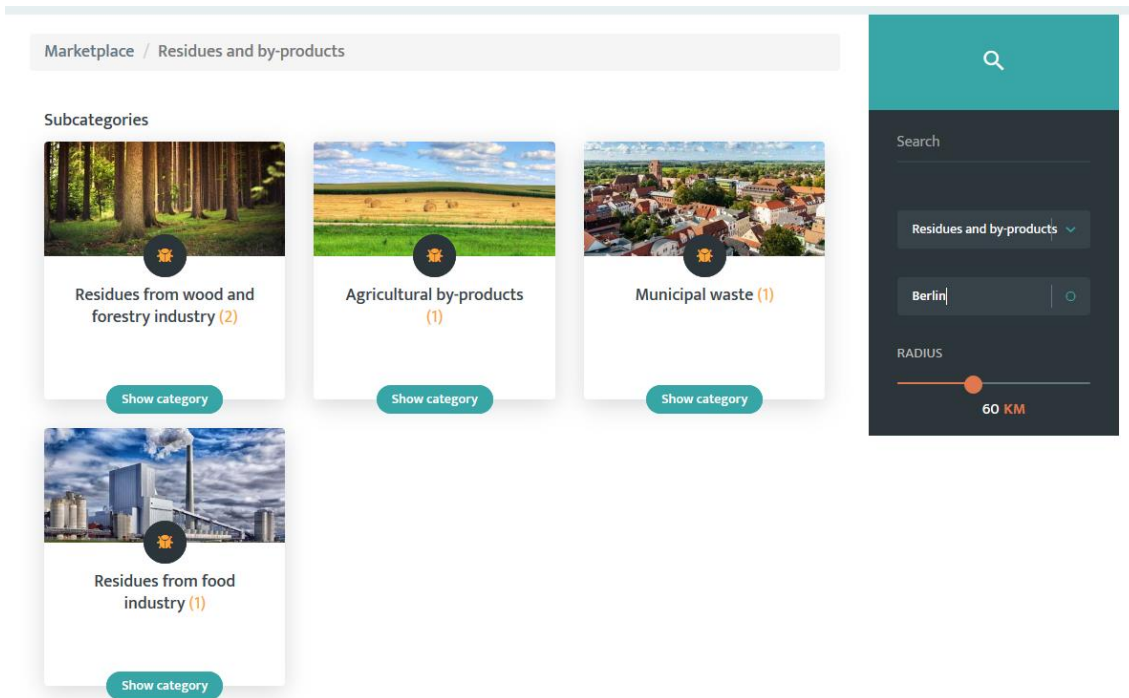 Marketplace / Residues and by-products
Subcategories
Residues from wood and
forestry industry (2)
Show category
Agricultural by-products
(1)
Show category
Municipal waste (1)
Show category
Residues from food
industry (1)
Show category
Search
Residues and by-products
Berlin
RADIUS
60 KM